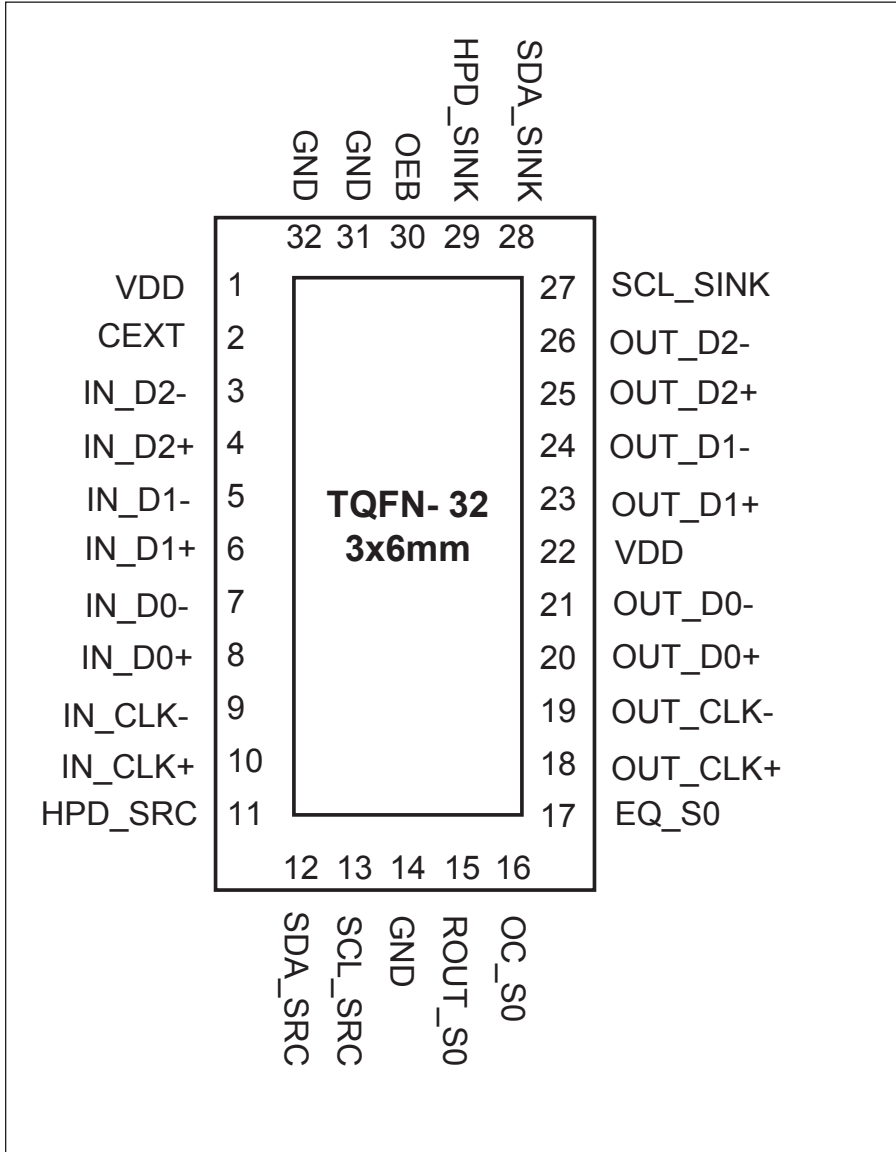 GND
GND
OEB
HPD_SINK
SDA_SINK
32 31 30 29 28
VDD 1
CEXT 2
IN_D2- 3
IN_D2+ 4
IN_D1- 5
IN_D1+ 6
IN_D0- 7
IN_D0+ 8
IN_CLK- 9
IN_CLK+ 10
HPD_SRC 11
TQFN- 32
3x6mm
27 SCL_SINK
26 OUT_D2-
25 OUT_D2+
24 OUT_D1-
23 OUT_D1+
22 VDD
21 OUT_D0-
20 OUT_D0+
19 OUT_CLK-
18 OUT_CLK+
17 EQ_S0
12 13 14 15 16
SDA_SRC
SCL_SRC
GND
ROUT_S0
OC_S0